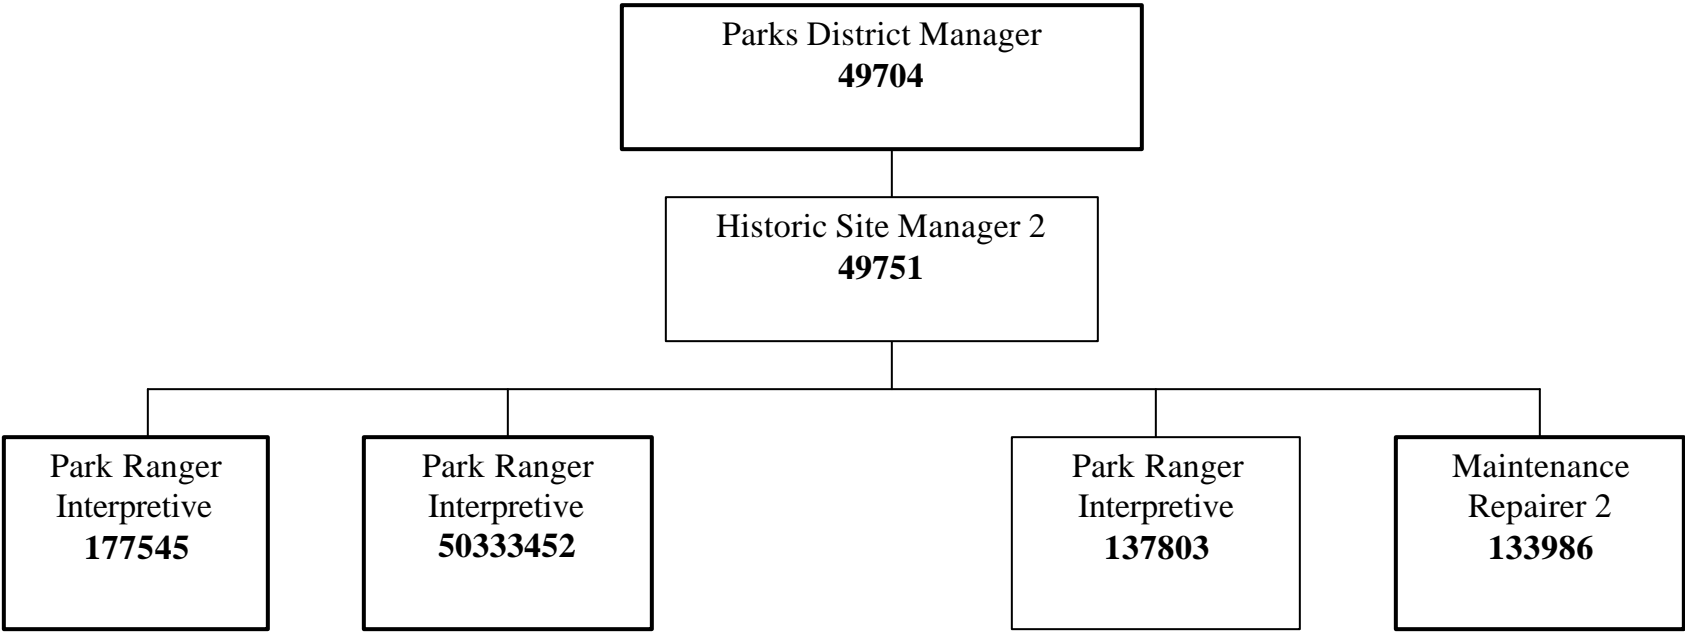 Parks District Manager
49704
Historic Site Manager 2
49751
Park Ranger
Interpretive
177545
Park Ranger
Interpretive
50333452
Park Ranger
Interpretive
137803
Maintenance
Repairer 2
133986